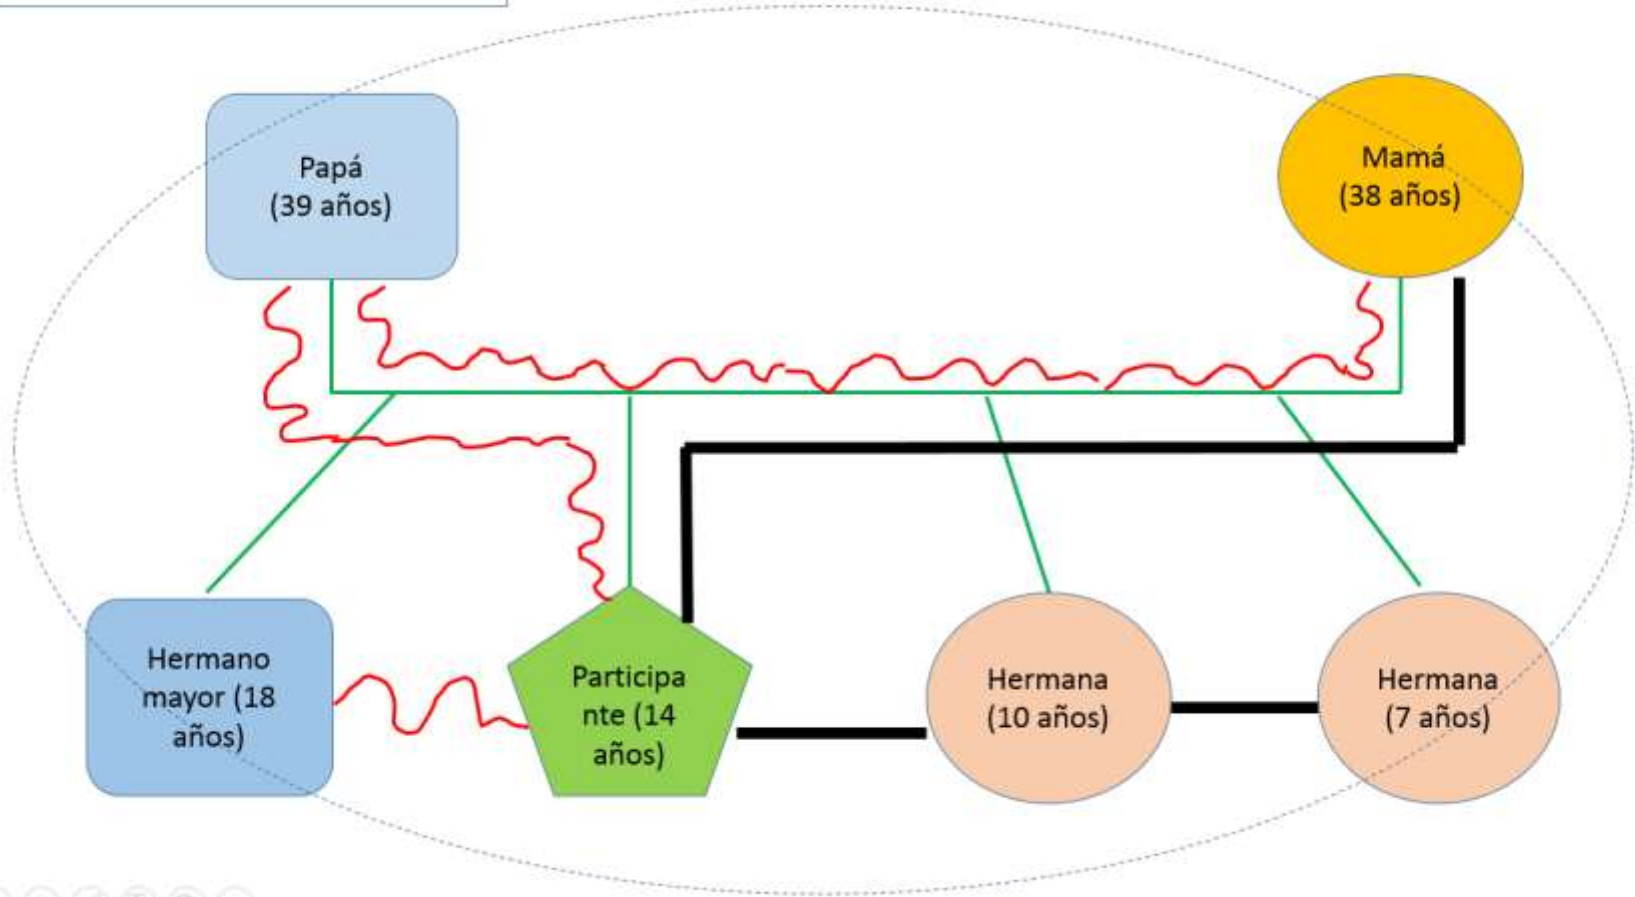 Papá
(39 años)
Mamá
(38 años)
Hermano
mayor (18
años)
Participa
nte (14
años)
Hermana
(10 años)
Hermana
(7 años)